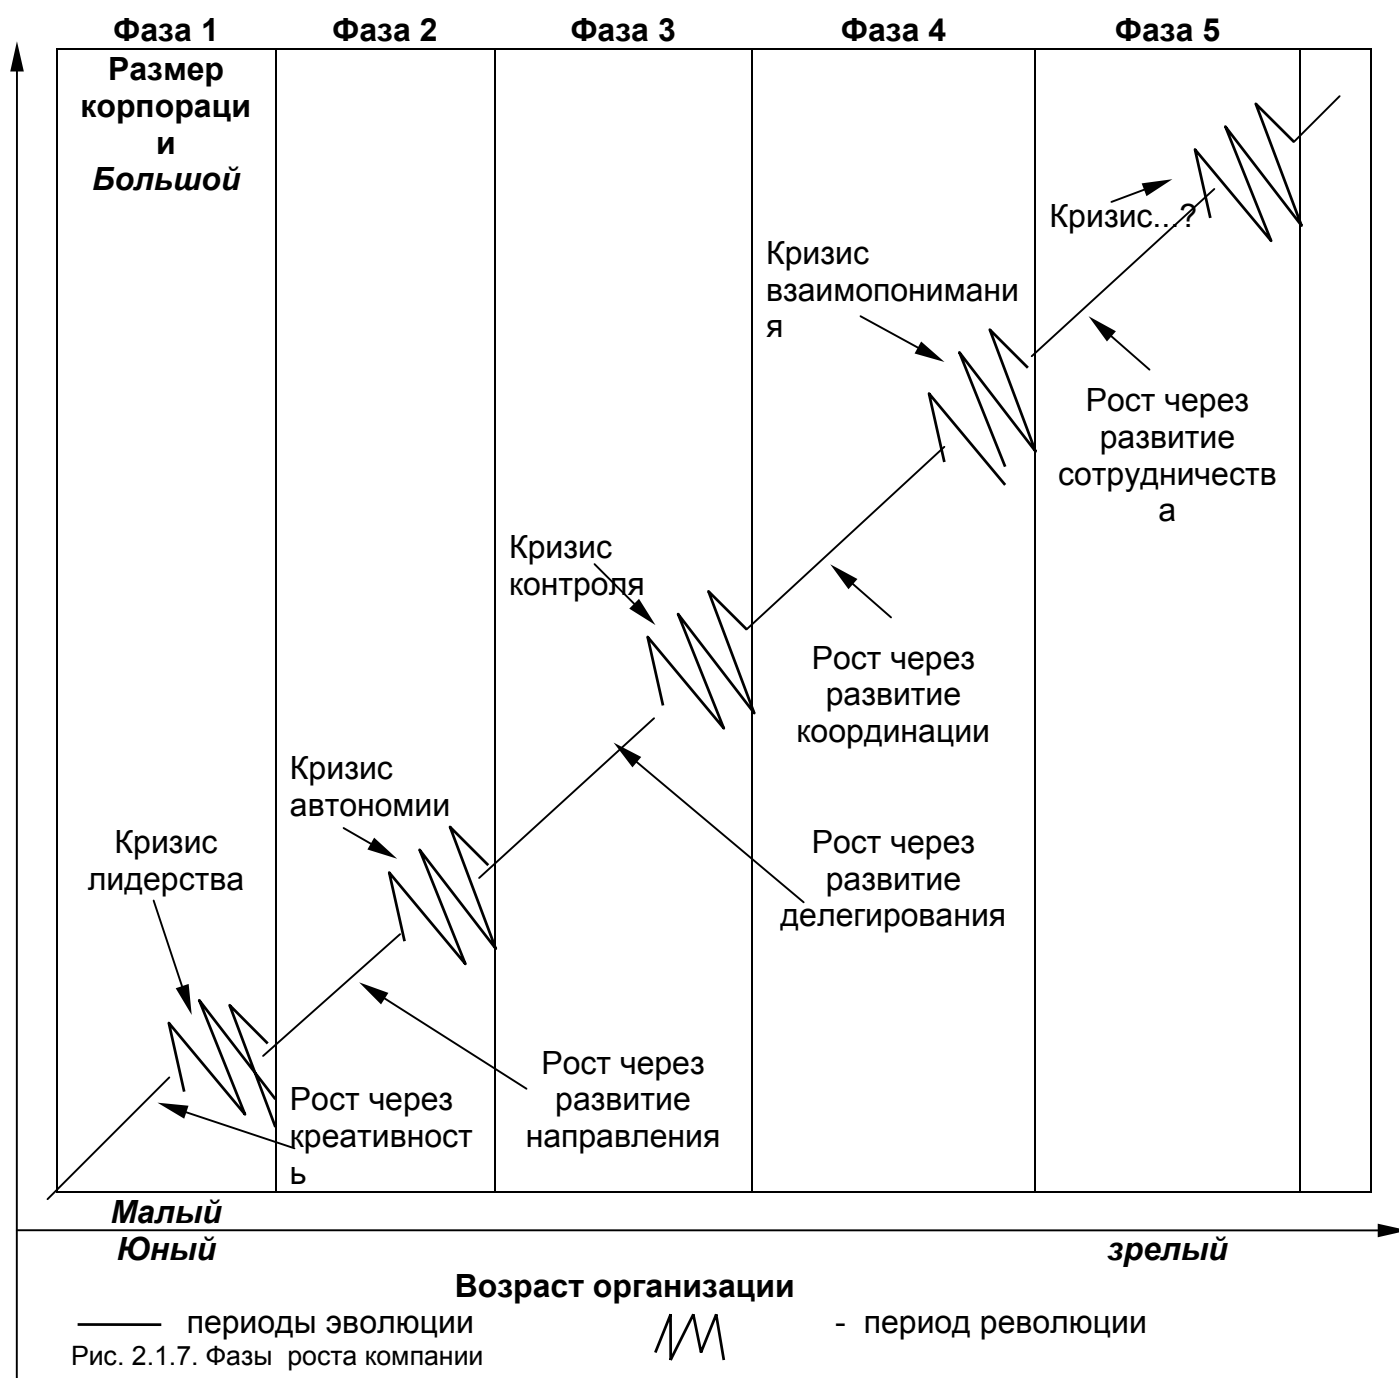 Фаза 1 Фаза 2 Фаза 3 Фаза 4 Фаза 5
Размер
корпораци
и
Большой
Кризис...?
Кризис
взаимопонимани
я
Рост через
развитие
сотрудничеств
а
Кризис
контроля
Рост через
развитие
координации
Кризис
автономии
Кризис
лидерства
Рост через
развитие
делегирования
Рост через
развитие
направления
Рост через
креативност
ь
Малый
Юный зрелый
Возраст организации
периоды эволюции - период революции
Рис. 2.1.7. Фазы роста компании